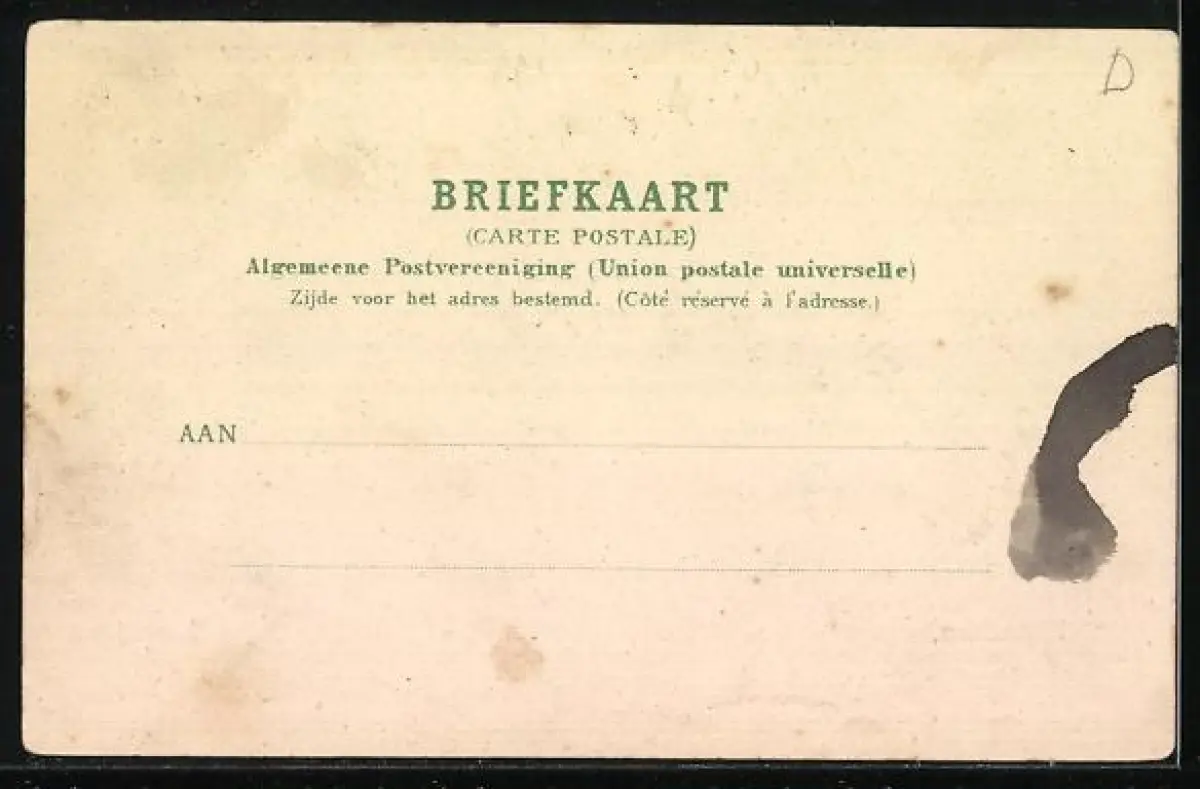 D
BRIEFKAART
(CARTE POSTALE)
Algemeene Postvereeniging (Union postale universelle)
Zijde voor het adres bestemd. (Côté réservé à l'adresse.)
AAN